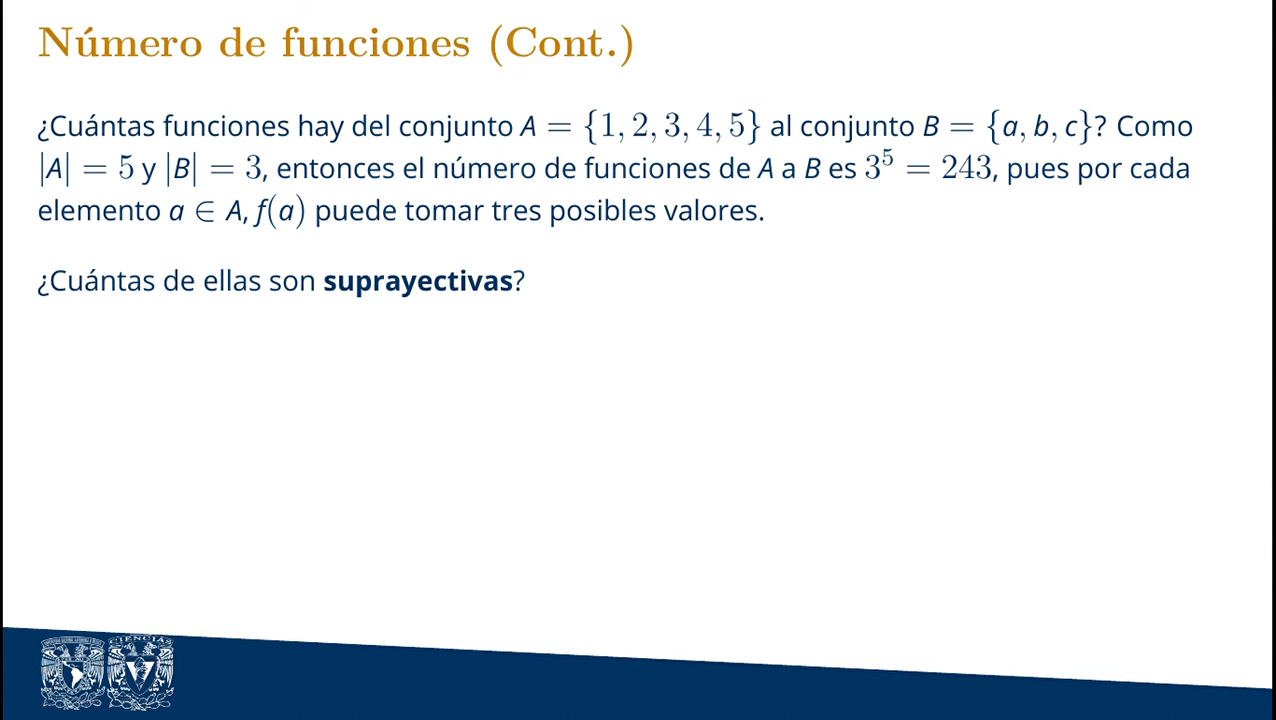 Número de funciones (Cont.)
¿Cuántas funciones hay del conjunto A = {1, 2, 3, 4, 5} al conjunto B = {a, b, c}? Como
|A| = 5 y |B| = 3, entonces el número de funciones de A a B es 3⁵ = 243, pues por cada
elemento a ∈ A, f(a) puede tomar tres posibles valores.
¿Cuántas de ellas son suprayectivas?
CIENCIAS